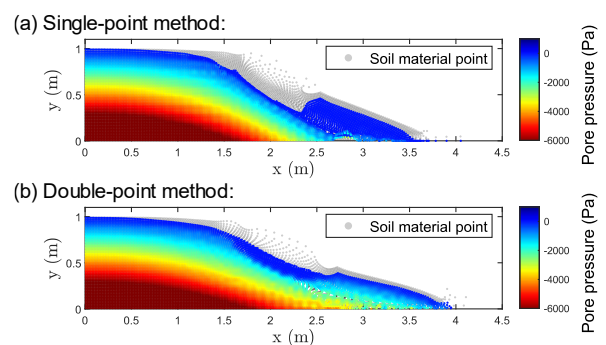 (a) Single-point method:
1
0.5
0
y (m)
Soil material point
0 0.5 1 1.5 2 2.5 3 3.5 4 4.5
x (m)
0
-2000
-4000
-6000
Pore pressure (Pa)
(b) Double-point method:
1
0.5
0
y (m)
Soil material point
0 0.5 1 1.5 2 2.5 3 3.5 4 4.5
x (m)
0
-2000
-4000
-6000
Pore pressure (Pa)